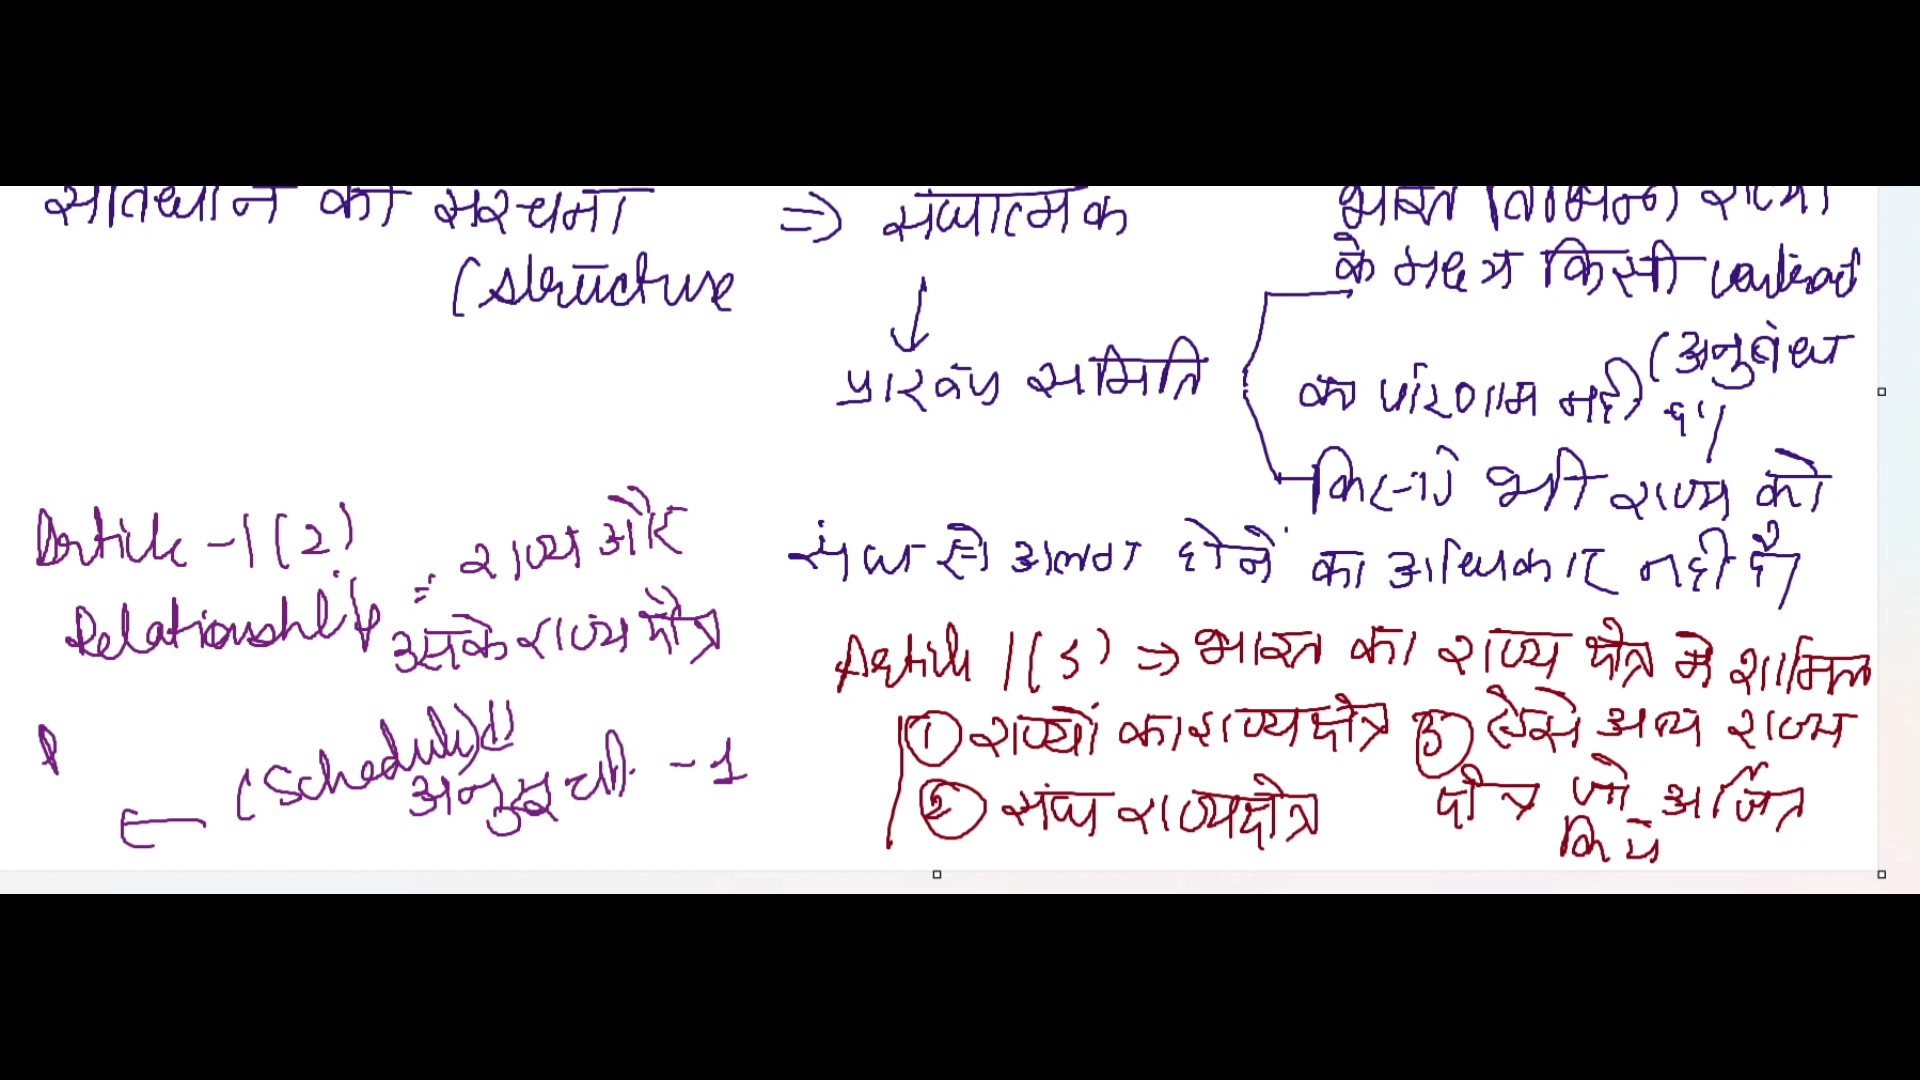 संविधान की संरचना ⇒ संघात्मक
(structure
↓
प्रारूप समिति
भारत विभिन्न राज्यों
के मध्य किसी
(अनुबंध
का परिणाम नहीं है।
किसी भी राज्य को
संघ से अलग होने का अधिकार नहीं है।
Article -1(2)
Relationship = राज्य और
उसके राज्य क्षेत्र
(Schedule)
अनुसूची - 1
Article 1(3) ⇒ भारत का राज्य क्षेत्र में शामिल
① राज्यों का राज्यक्षेत्र
② संघ राज्यक्षेत्र
③ ऐसे अन्य राज्य
क्षेत्र जो अर्जित
किये